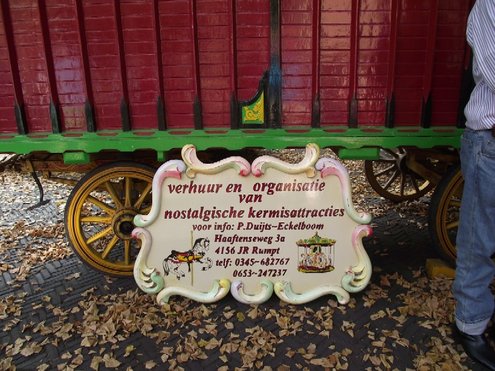 verhuur en organisatie
van
nostalgische kermisattracties
voor info: P.Duijts~Eckelboom
Haaftenseweg 3a
4156 JR Rumpt
telf: 0345~682767
0653~247237